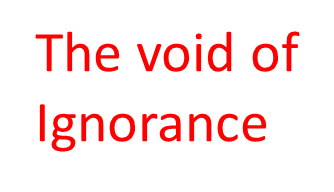 The void of
Ignorance